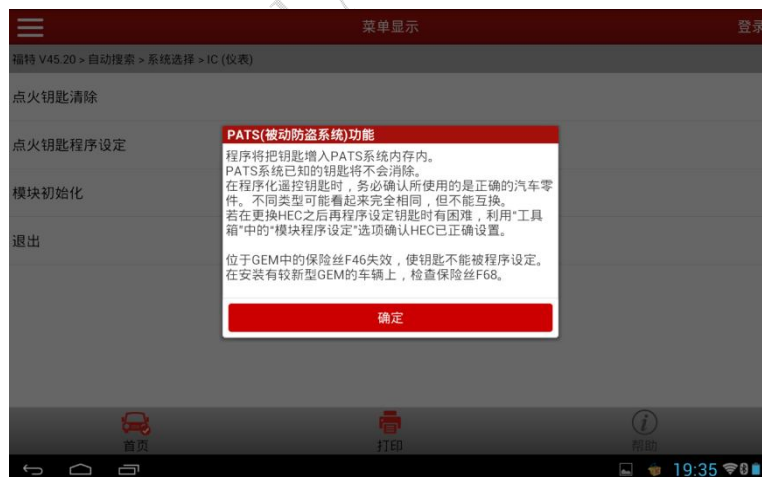 菜单显示
登录
福特 V45.20 > 自动搜索 > 系统选择 > IC (仪表)
点火钥匙清除
点火钥匙程序设定
模块初始化
退出
PATS(被动防盗系统)功能
程序将把钥匙增入PATS系统内存内。
PATS系统已知的钥匙将不会消除。
在程序化遥控钥匙时，务必确认所使用的是正确的汽车零
件。不同类型可能看起来完全相同，但不能互换。
若在更换HEC之后再程序设定钥匙时有困难，利用“工具
箱”中的“模块程序设定”选项确认HEC已正确设置。
位于GEM中的保险丝F46失效，使钥匙不能被程序设定。
在安装有较新型GEM的车辆上，检查保险丝F68。
确定
首页
打印
帮助
19:35